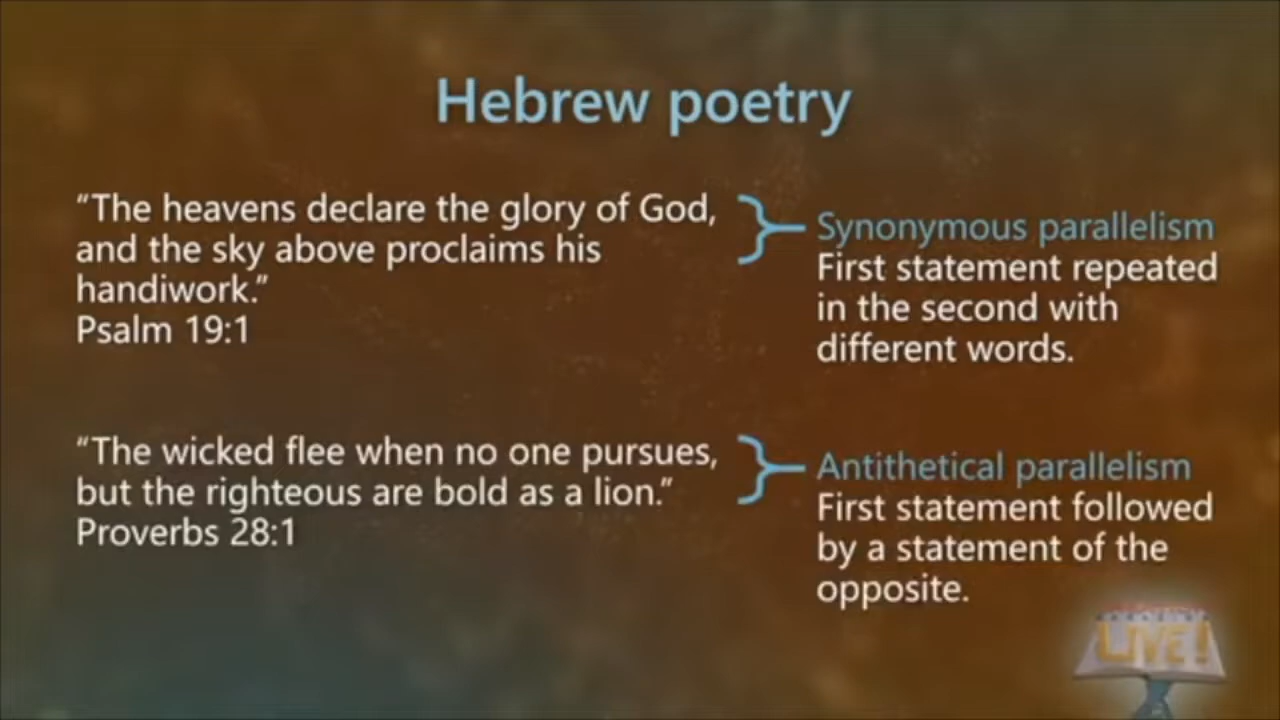 Hebrew poetry
“The heavens declare the glory of God,
and the sky above proclaims his
handiwork.”
Psalm 19:1
Synonymous parallelism
First statement repeated
in the second with
different words.
“The wicked flee when no one pursues,
but the righteous are bold as a lion.”
Proverbs 28:1
Antithetical parallelism
First statement followed
by a statement of the
opposite.
LIVE!